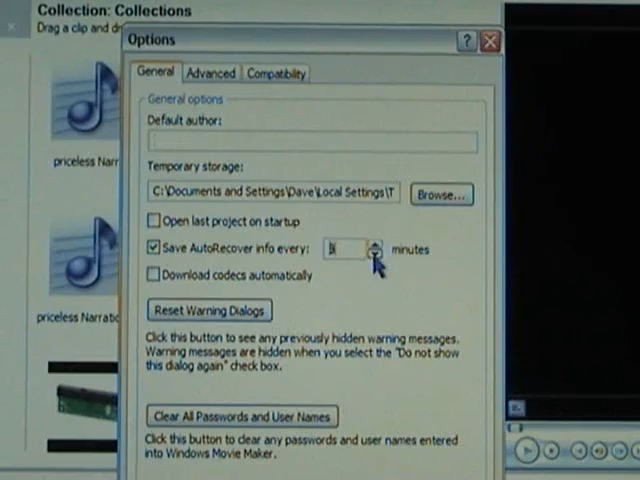 Collection: Collections
Drag a clip and dr
Options
General Advanced Compatibility
General options
Default author:
Temporary storage:
C:\Documents and Settings\Dave\Local Settings\T
Browse...
Open last project on startup
Save AutoRecover info every: minutes
Download codecs automatically
Reset Warning Dialogs
Click this button to see any previously hidden warning messages.
Warning messages are hidden when you select the "Do not show
this dialog again" check box.
Clear All Passwords and User Names
Click this button to clear any passwords and user names entered
into Windows Movie Maker.
priceless Narr
priceless Narratio